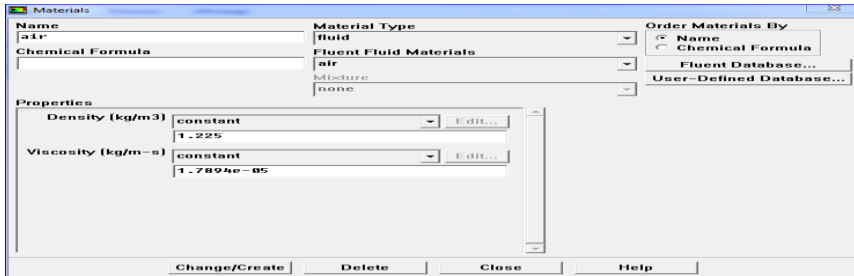 Materials
Name
air
Chemical Formula
Material Type
fluid
Fluent Fluid Materials
air
Mixture
none
Order Materials By
Name
Chemical Formula
Fluent Database...
User-Defined Database...
Properties
Density (kg/m3) constant Edit...
1.225
Viscosity (kg/m-s) constant Edit...
1.7894e-05
Change/Create Delete Close Help